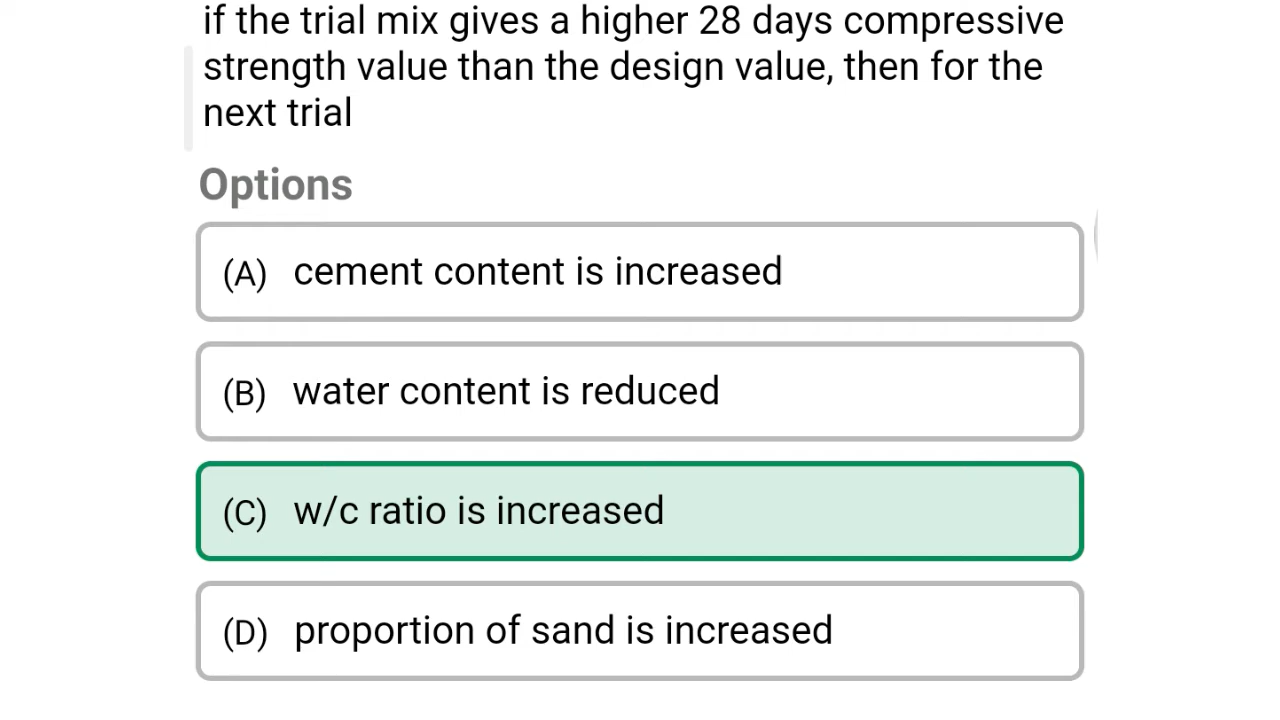 if the trial mix gives a higher 28 days compressive
strength value than the design value, then for the
next trial
Options
(A) cement content is increased
(B) water content is reduced
(C) w/c ratio is increased
(D) proportion of sand is increased